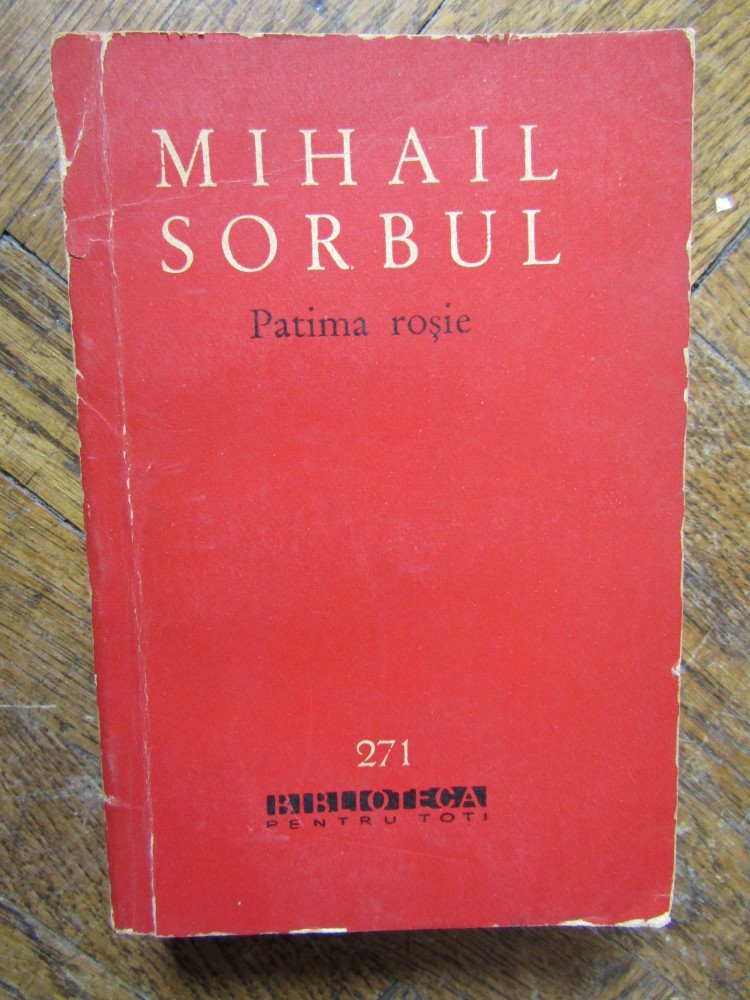 MIHAIL
SORBUL
Patima roșie
271
BIBLIOTECA
PENTRU TOȚI